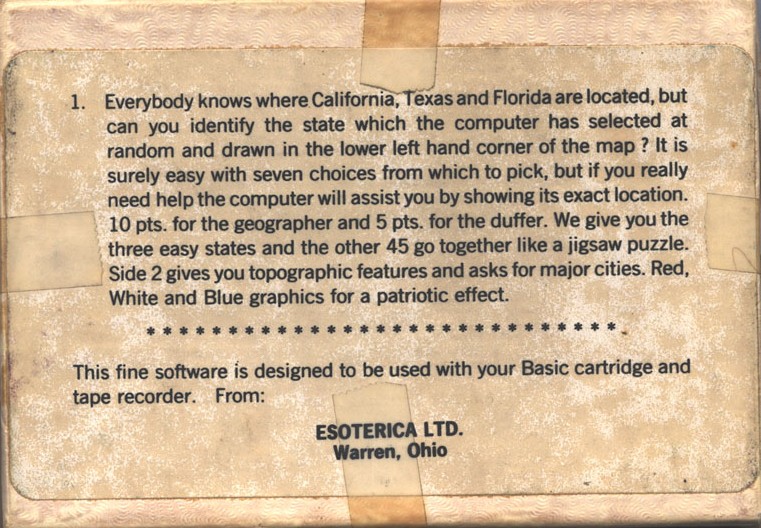 1. Everybody knows where California, Texas and Florida are located, but
can you identify the state which the computer has selected at
random and drawn in the lower left hand corner of the map ? It is
surely easy with seven choices from which to pick, but if you really
need help the computer will assist you by showing its exact location.
10 pts. for the geographer and 5 pts. for the duffer. We give you the
three easy states and the other 45 go together like a jigsaw puzzle.
Side 2 gives you topographic features and asks for major cities. Red,
White and Blue graphics for a patriotic effect.
* * * * * * * * * * * * * * * * * * * * * * * * * * * * *
This fine software is designed to be used with your Basic cartridge and
tape recorder. From:
ESOTERICA LTD.
Warren, Ohio